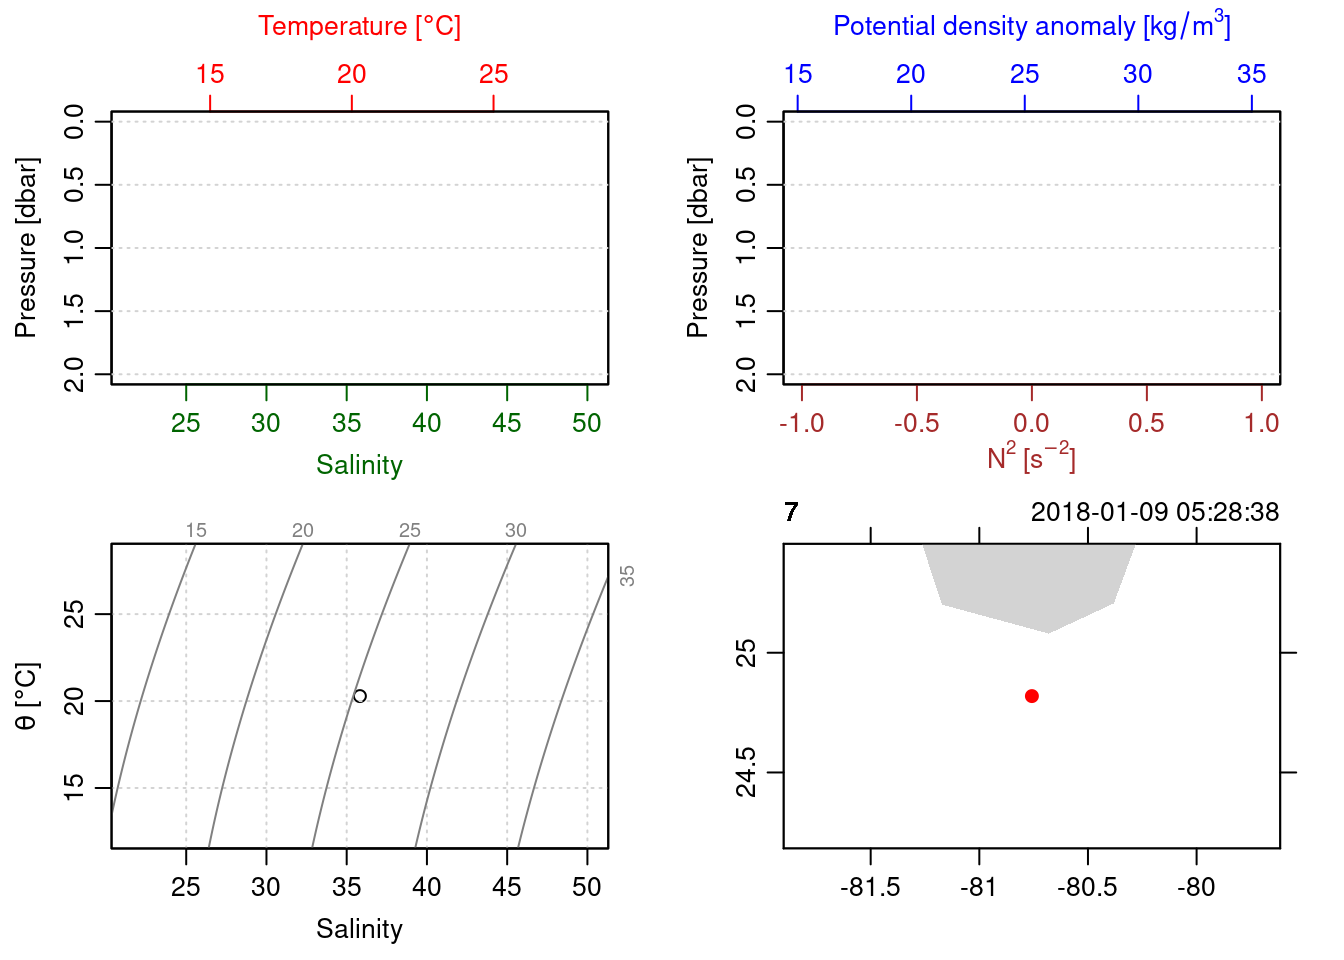 Temperature [°C]
15 20 25
Pressure [dbar]
0.0
0.5
1.0
1.5
2.0
25 30 35 40 45 50
Salinity
Potential density anomaly [kg/m³]
15 20 25 30 35
Pressure [dbar]
0.0
0.5
1.0
1.5
2.0
-1.0 -0.5 0.0 0.5 1.0
N² [s⁻²]
15 20 25 30
35
θ [°C]
25
20
15
25 30 35 40 45 50
Salinity
7 2018-01-09 05:28:38
25
24.5
-81.5 -81 -80.5 -80